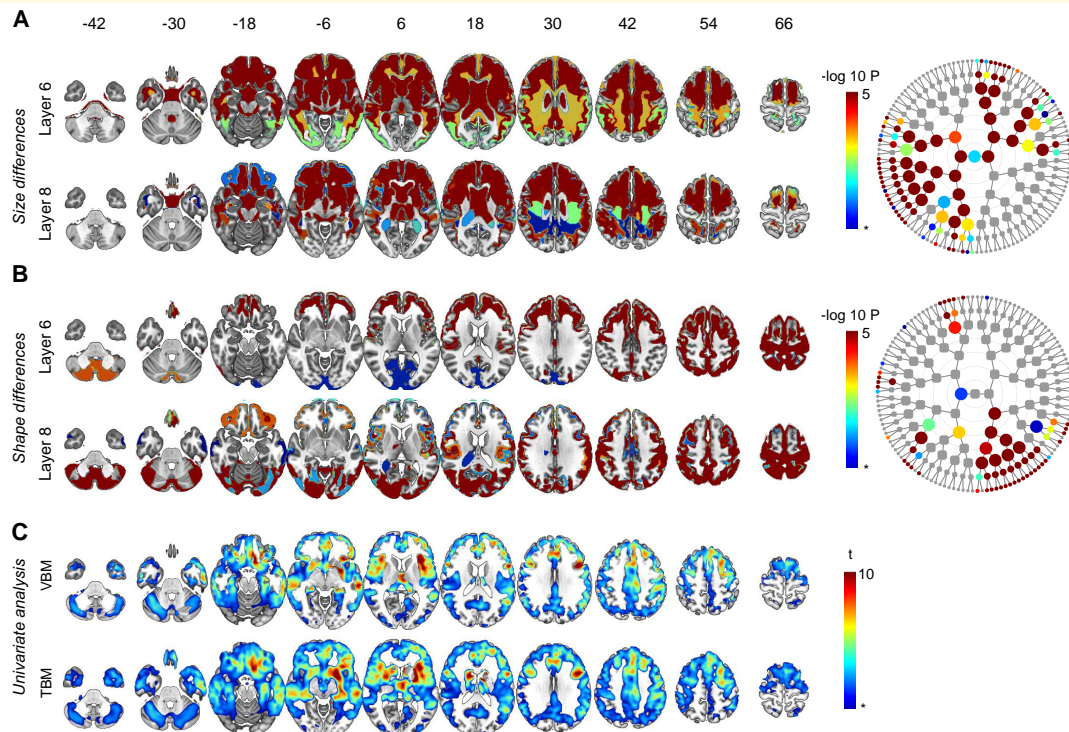 A
-42 -30 -18 -6 6 18 30 42 54 66
Size differences
Layer 6
Layer 8
-log 10 P
5
*
B
Shape differences
Layer 6
Layer 8
-log 10 P
5
*
C
Univariate analysis
VBM
TBM
t
10
*